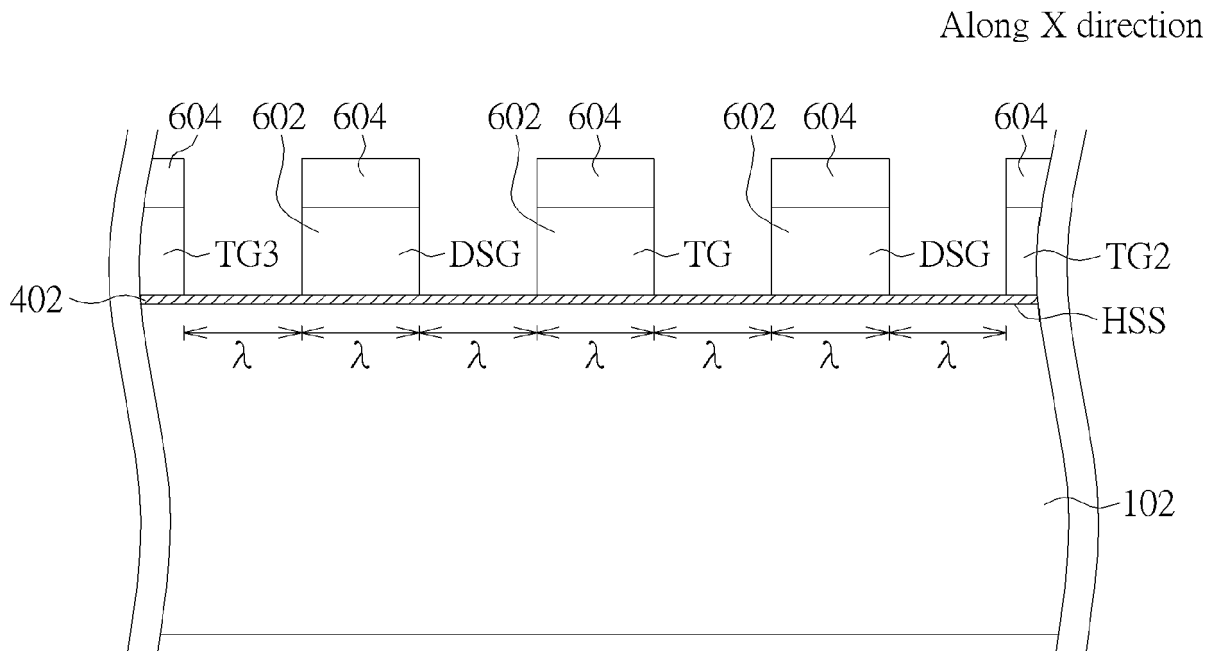 Along X direction
604 602 604 602 604 602 604 604
TG3 DSG TG DSG TG2
402 HSS
λ λ λ λ λ λ λ
102